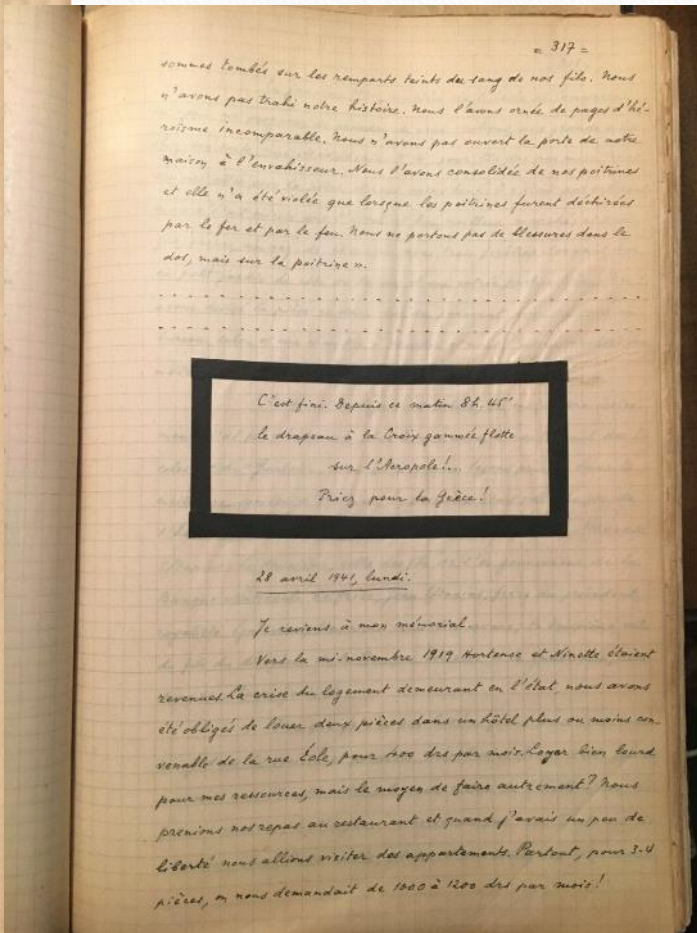 = 317 =
sommes tombés sur les remparts teints du sang de nos fils. Nous
n'avons pas trahi notre histoire. Nous l'avons ornée de pages d'hé-
roïsme incomparable. Nous n'avons pas ouvert la porte de notre
maison à l'envahisseur. Nous l'avons consolidée de nos poitrines
et elle n'a été violée que lorsque les poitrines furent déchirées
par le fer et par le feu. Nous ne portons pas de blessures dans le
dos, mais sur la poitrine».
C'est fini. Depuis ce matin 8h. 45'
le drapeau à la Croix gammée flotte
sur l'Acropole!..
Priez pour la Grèce!
28 avril 1941, lundi.
Je reviens à mon mémorial.
Vers la mi-novembre 1919 Hortense et Ninette étaient
revenues. La crise du logement demeurant en l'état, nous avons
été obligés de louer deux pièces dans un hôtel plus ou moins con-
venable de la rue Éole, pour drs par mois. Loyer bien lourd
pour mes ressources, mais le moyen de faire autrement? Nous
prenions nos repas au restaurant et quand j'avais un peu de
liberté nous allions visiter des appartements. Partout, pour 3-4
pièces, on nous demandait de 1000 à 1200 drs par mois!